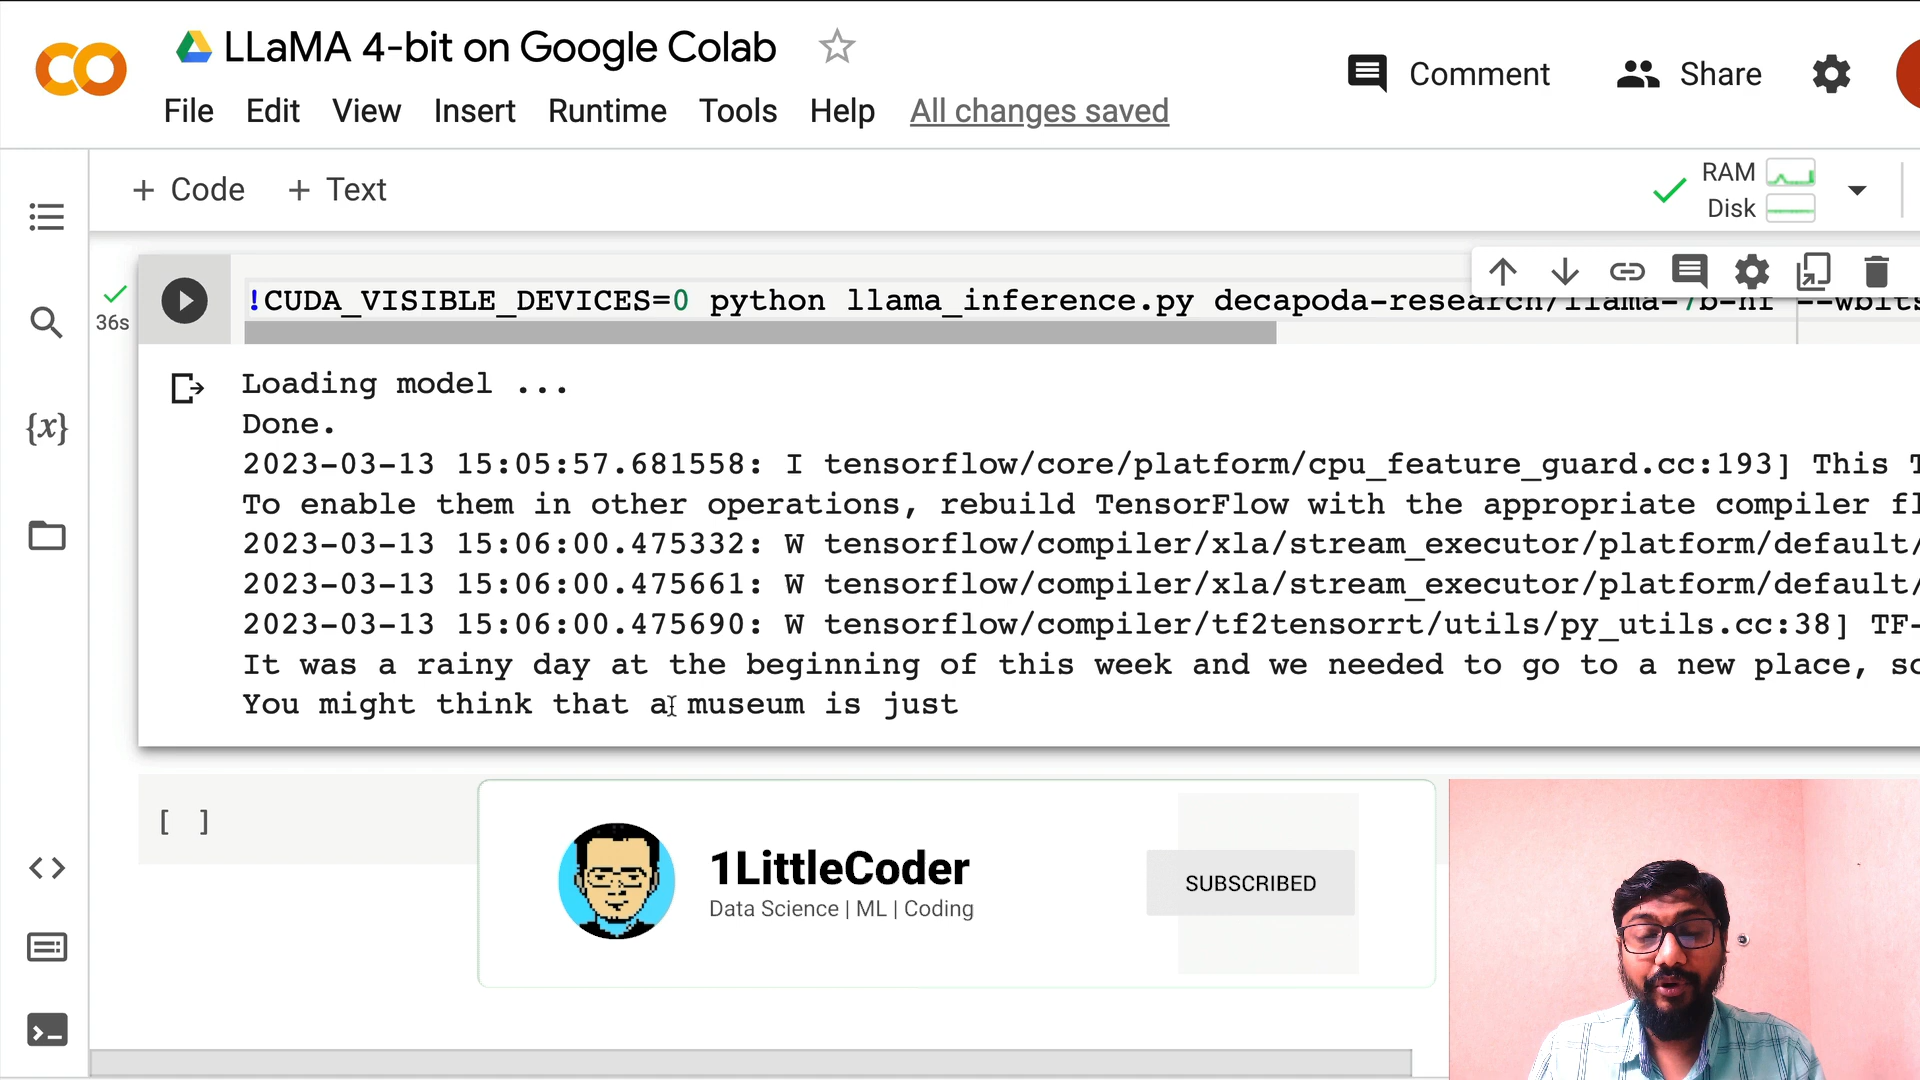 LLaMA 4-bit on Google Colab
Comment
Share
File Edit View Insert Runtime Tools Help All changes saved
+ Code + Text
RAM
Disk
36s
!CUDA_VISIBLE_DEVICES=0 python llama_inference.py decapoda-research/llama-7b-hf --wbits
Loading model ...
Done.
2023-03-13 15:05:57.681558: I tensorflow/core/platform/cpu_feature_guard.cc:193] This
To enable them in other operations, rebuild TensorFlow with the appropriate compiler
2023-03-13 15:06:00.475332: W tensorflow/compiler/xla/stream_executor/platform/default/
2023-03-13 15:06:00.475661: W tensorflow/compiler/xla/stream_executor/platform/default/
2023-03-13 15:06:00.475690: W tensorflow/compiler/tf2tensorrt/utils/py_utils.cc:38] TF-
It was a rainy day at the beginning of this week and we needed to go to a new place,
You might think that a museum is just
[ ]
1LittleCoder
Data Science | ML | Coding
SUBSCRIBED